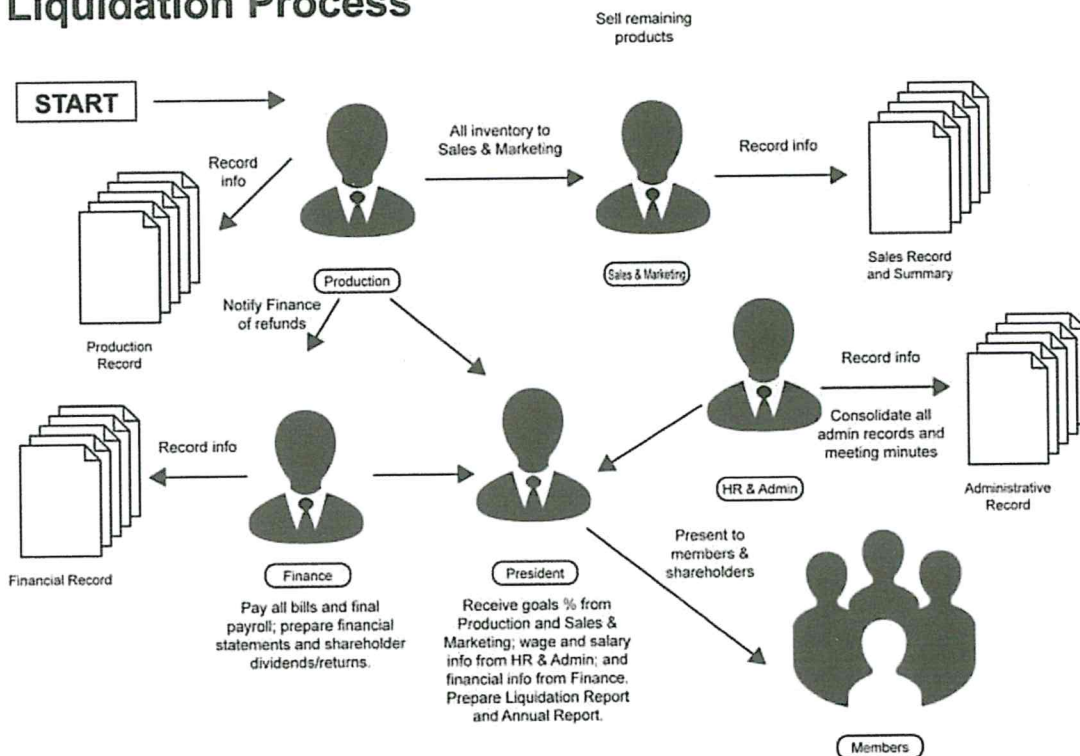 Liquidation Process
Sell remaining
products
START
All inventory to
Sales & Marketing
Record info
Record
info
Sales Record
and Summary
Production
Sales & Marketing
Notify Finance
of refunds
Production
Record
Record info
Consolidate all
admin records and
meeting minutes
HR & Admin
Administrative
Record
Record info
Financial Record
Finance
President
Present to
members &
shareholders
Pay all bills and final
payroll; prepare financial
statements and shareholder
dividends/returns.
Receive goals % from
Production and Sales &
Marketing; wage and salary
info from HR & Admin; and
financial info from Finance.
Prepare Liquidation Report
and Annual Report.
Members